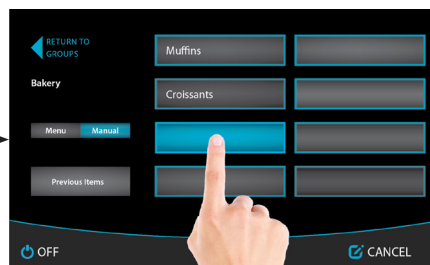 RETURN TO
GROUPS
Muffins
Bakery
Croissants
Menu Manual
Previous Items
OFF
CANCEL